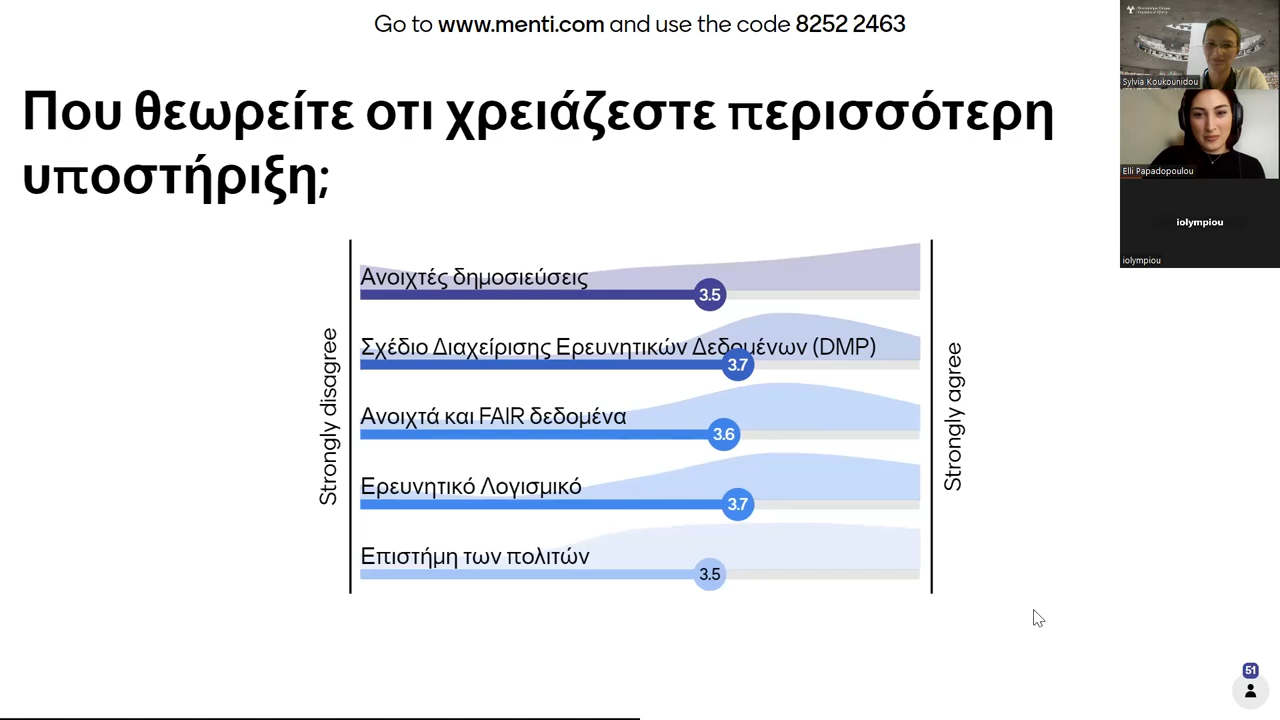 Go to www.menti.com and use the code 8252 2463
Που θεωρείτε οτι χρειάζεστε περισσότερη
υποστήριξη;
Strongly disagree
Ανοιχτές δημοσιεύσεις
3.5
Σχέδιο Διαχείρισης Ερευνητικών Δεδομένων (DMP)
3.7
Ανοιχτά και FAIR δεδομένα
3.6
Ερευνητικό Λογισμικό
3.7
Επιστήμη των πολιτών
3.5
Strongly agree
Sylvia Koukounidou
Elli Papadopoulou
iolympiou
iolympiou
51